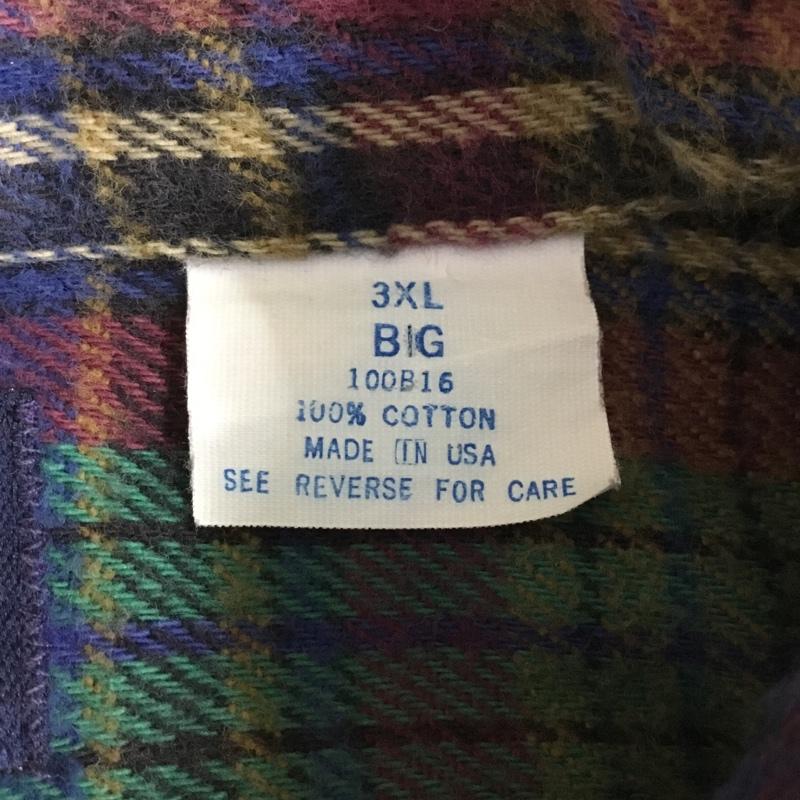 3XL
BIG
100B16
100% COTTON
MADE IN USA
SEE REVERSE FOR CARE